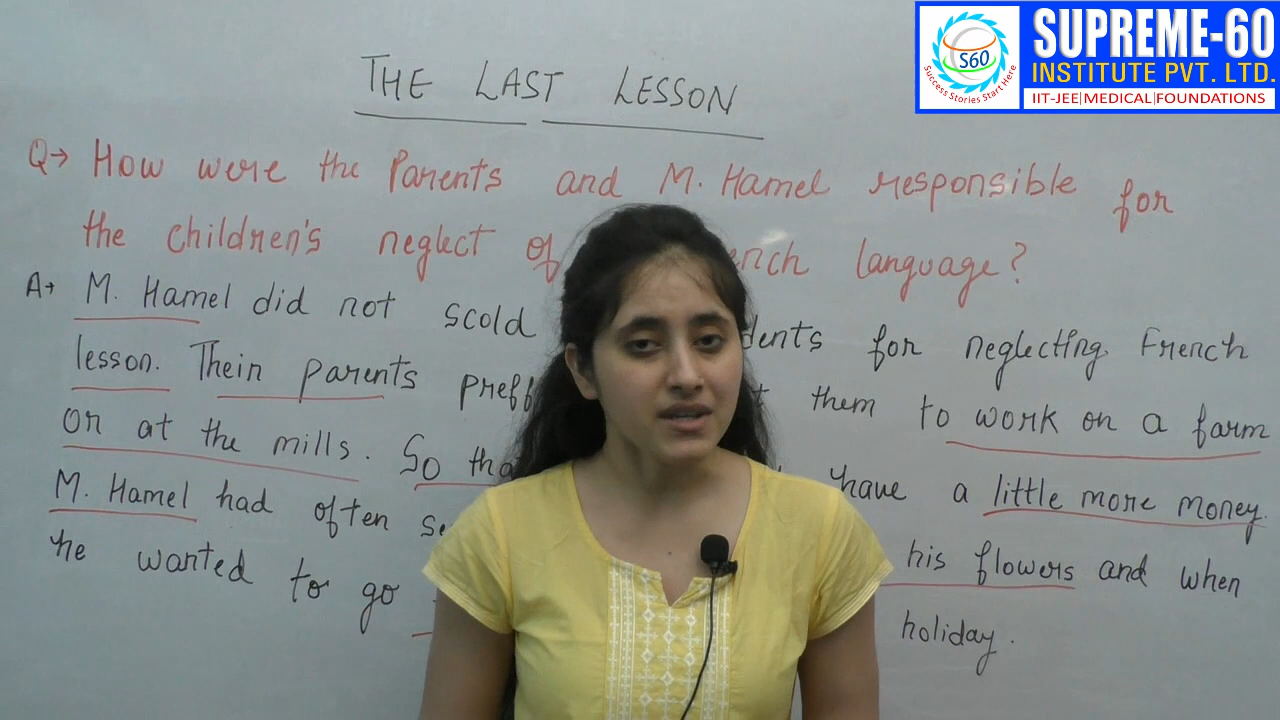 THE LAST LESSON
SUPREME-60
INSTITUTE PVT. LTD.
IIT-JEE|MEDICAL|FOUNDATIONS
S60
Success Stories Start Here
Q→ How were the Parents and M. Hamel responsible for
the children's neglect of language?
A→ M. Hamel did not scold for neglecting French
lesson. Their parents them to work on a farm
or at the mills. So have a little more money.
M. Hamel had often his flowers and when
he wanted to go holiday.